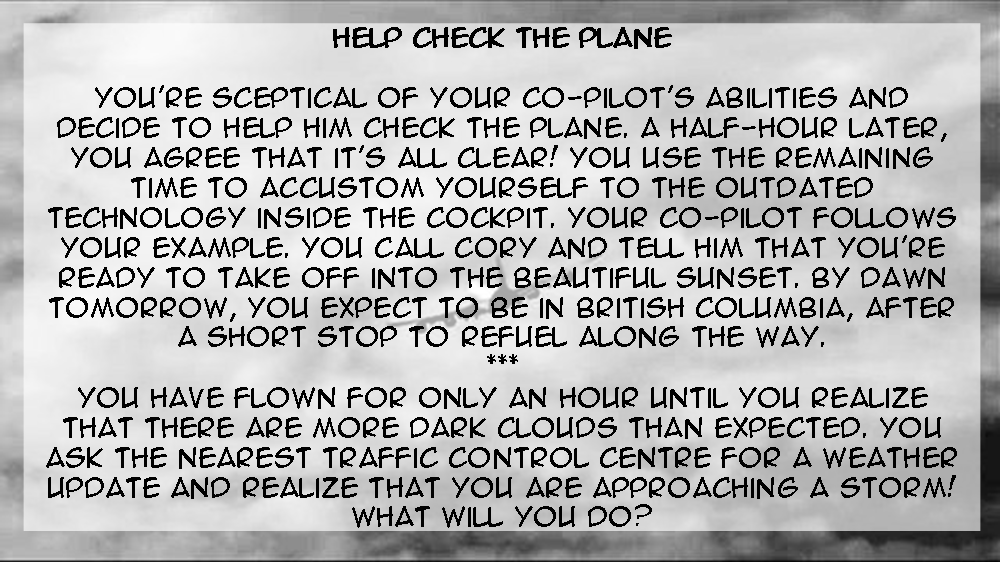 HELP CHECK THE PLANE
YOU'RE SCEPTICAL OF YOUR CO-PILOT'S ABILITIES AND
DECIDE TO HELP HIM CHECK THE PLANE. A HALF-HOUR LATER,
YOU AGREE THAT IT'S ALL CLEAR! YOU USE THE REMAINING
TIME TO ACCUSTOM YOURSELF TO THE OUTDATED
TECHNOLOGY INSIDE THE COCKPIT. YOUR CO-PILOT FOLLOWS
YOUR EXAMPLE. YOU CALL CORY AND TELL HIM THAT YOU'RE
READY TO TAKE OFF INTO THE BEAUTIFUL SUNSET. BY DAWN
TOMORROW, YOU EXPECT TO BE IN BRITISH COLUMBIA, AFTER
A SHORT STOP TO REFUEL ALONG THE WAY.
***
YOU HAVE FLOWN FOR ONLY AN HOUR UNTIL YOU REALIZE
THAT THERE ARE MORE DARK CLOUDS THAN EXPECTED. YOU
ASK THE NEAREST TRAFFIC CONTROL CENTRE FOR A WEATHER
UPDATE AND REALIZE THAT YOU ARE APPROACHING A STORM!
WHAT WILL YOU DO?